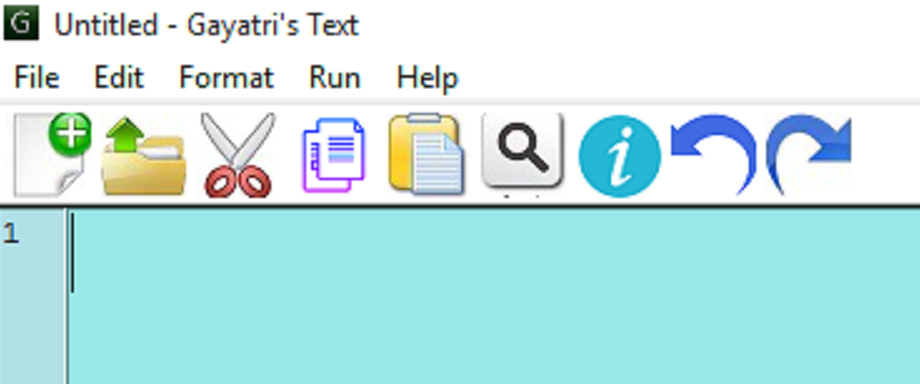 G Untitled - Gayatri's Text
File Edit Format Run Help
i
1